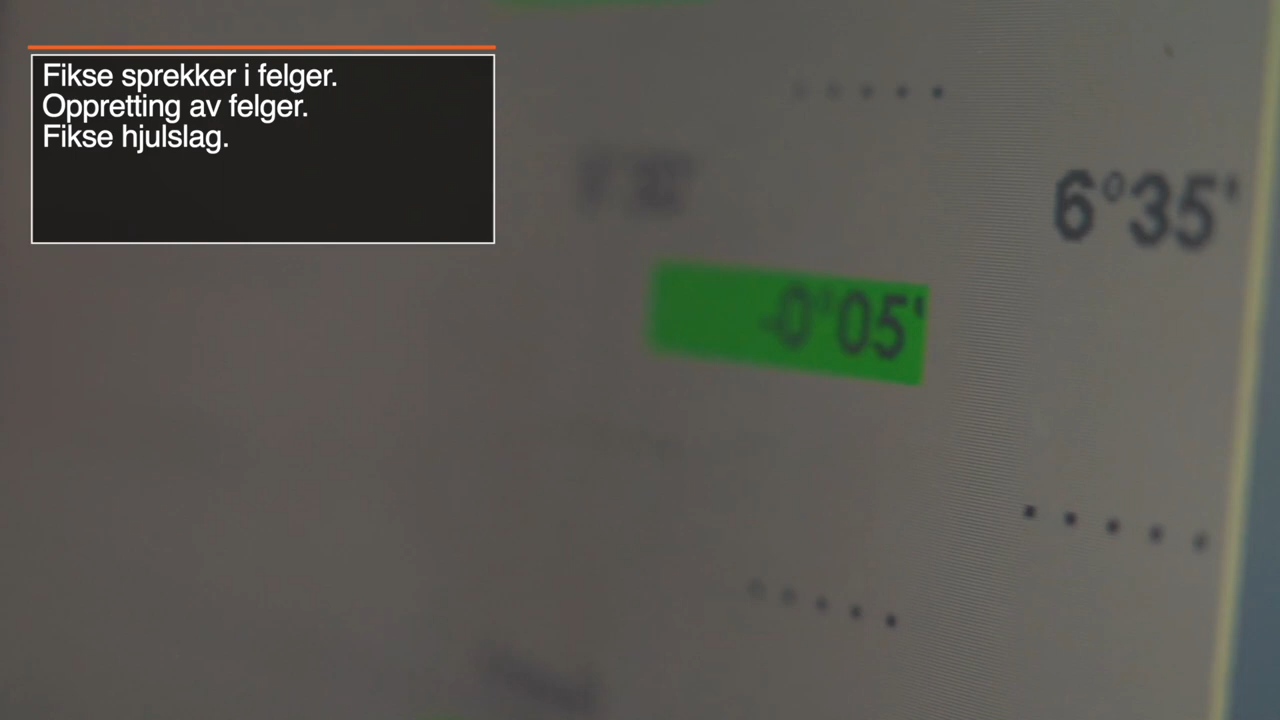 Fikse sprekker i felger.
Oppretting av felger.
Fikse hjulslag.
6°35'
-0°05'